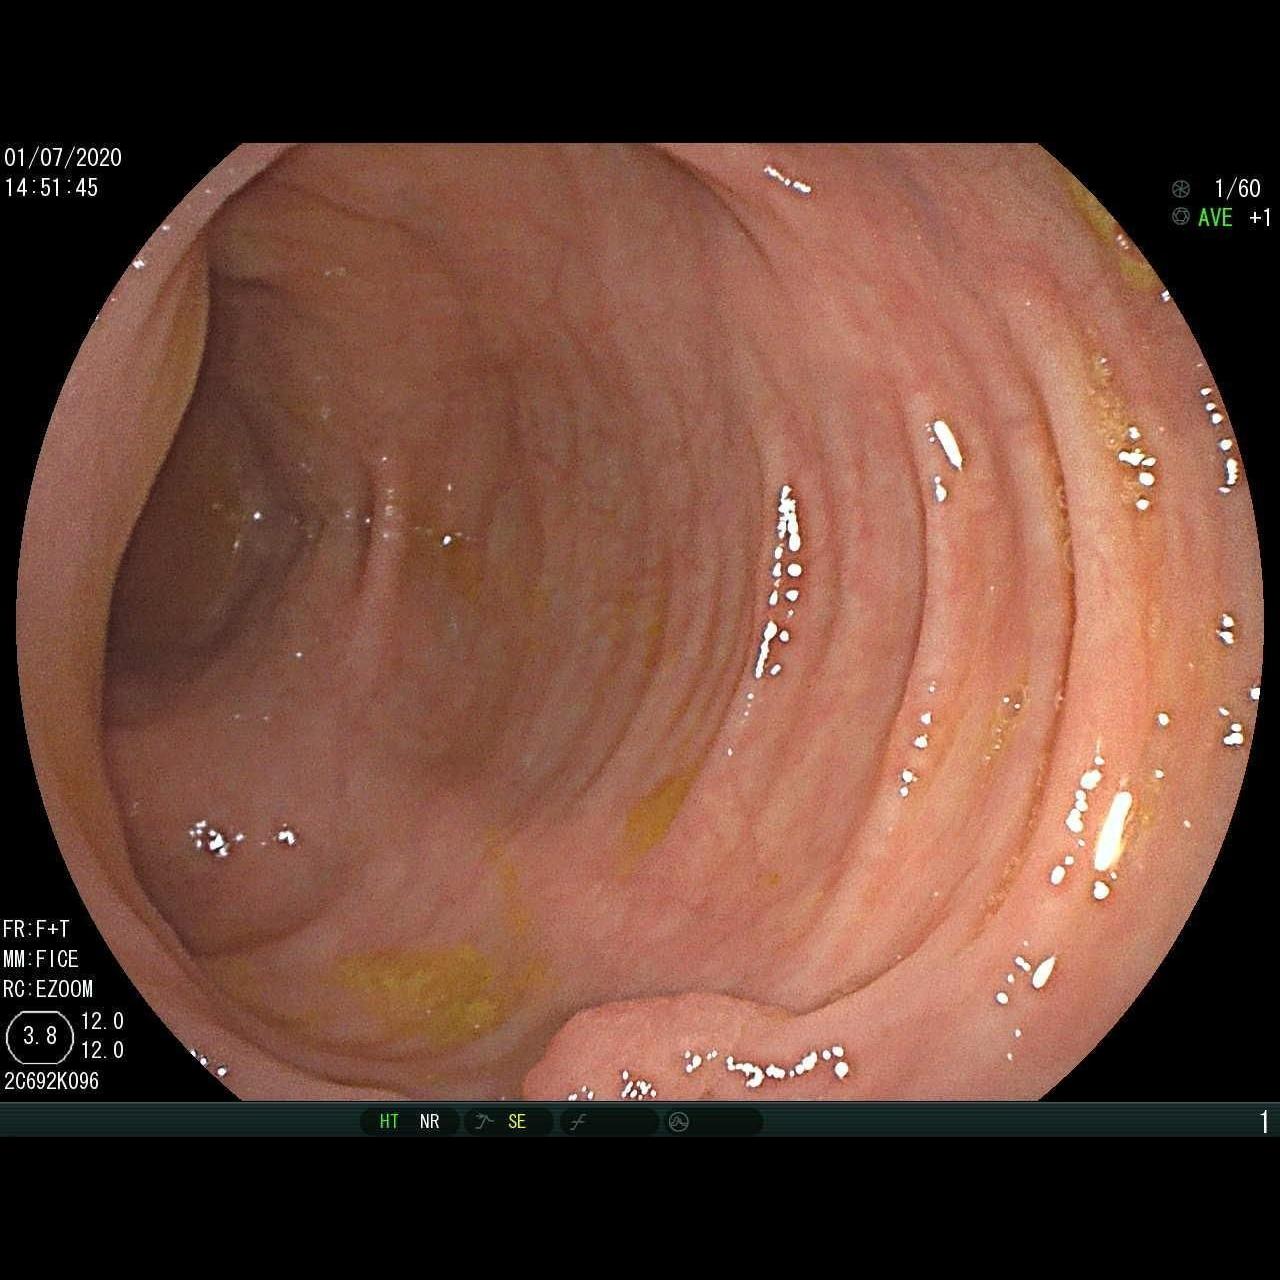 01/07/2020
14:51:45
1/60
AVE +1
FR:F+T
MM:FICE
RC:EZOOM
3.8
12.0
12.0
2C692K096
HT NR SE
1